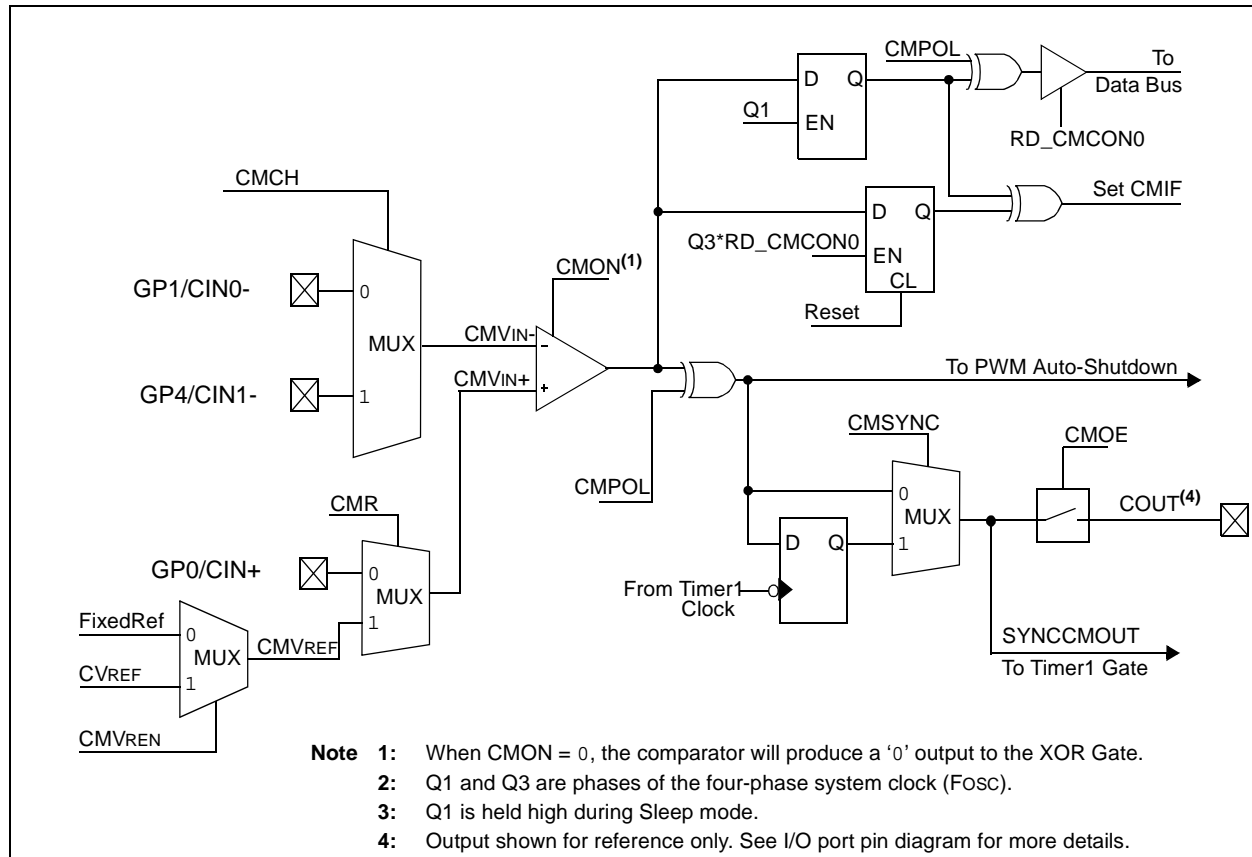 CMPOL
To
Data Bus
D Q
Q1
EN
RD_CMCON0
CMCH
Set CMIF
D Q
Q3*RD_CMCON0
EN
CL
Reset
CMON(1)
GP1/CIN0-
0
MUX
CMVIN-
-
GP4/CIN1-
1
CMVIN+
+
To PWM Auto-Shutdown
CMSYNC
CMOE
CMPOL
0
MUX
1
COUT(4)
CMR
D Q
GP0/CIN+
0
MUX
1
From Timer1
Clock
FixedRef
0
MUX
CMVREF
CVREF
1
SYNCCMOUT
To Timer1 Gate
CMVREN
Note 1: When CMON = 0, the comparator will produce a ‘0’ output to the XOR Gate.
2: Q1 and Q3 are phases of the four-phase system clock (FOSC).
3: Q1 is held high during Sleep mode.
4: Output shown for reference only. See I/O port pin diagram for more details.